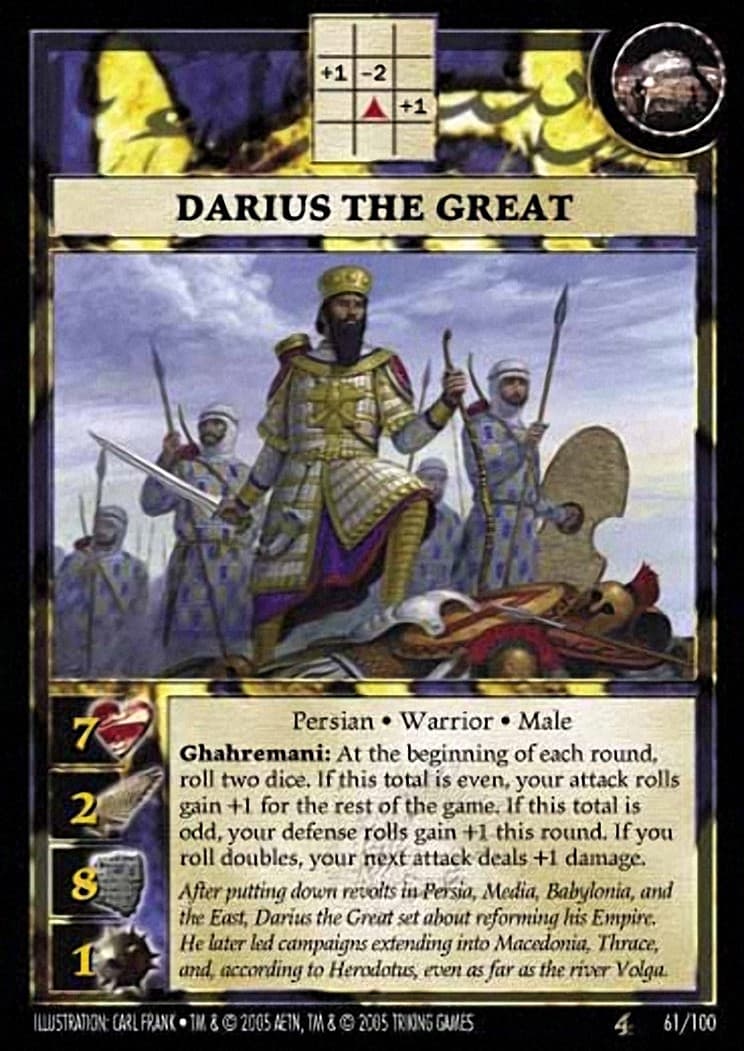 +1 -2
+1
DARIUS THE GREAT
7
2
8
1
Persian • Warrior • Male
Ghahremani: At the beginning of each round,
roll two dice. If this total is even, your attack rolls
gain +1 for the rest of the game. If this total is
odd, your defense rolls gain +1 this round. If you
roll doubles, your next attack deals +1 damage.
After putting down revolts in Persia, Media, Babylonia, and
the East, Darius the Great set about reforming his Empire.
He later led campaigns extending into Macedonia, Thrace,
and, according to Herodotus, even as far as the river Volga.
ILLUSTRATION: CARL FRANK • TM & © 2005 AETN, TM & © 2005 TRIKING GAMES
4 61/100